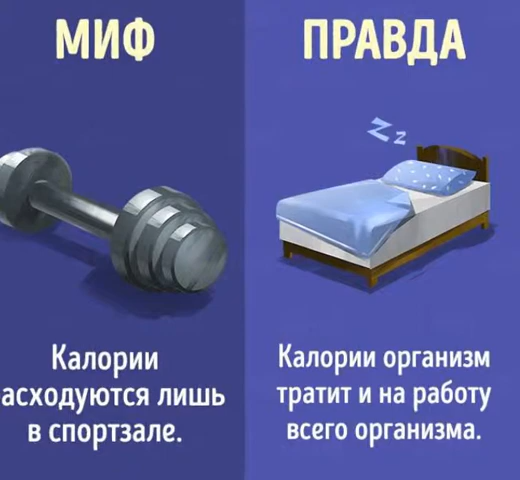 МИФ
Калории
асходуются лишь
в спортзале.
ПРАВДА
Z z
Калории организм
тратит и на работу
всего организма.